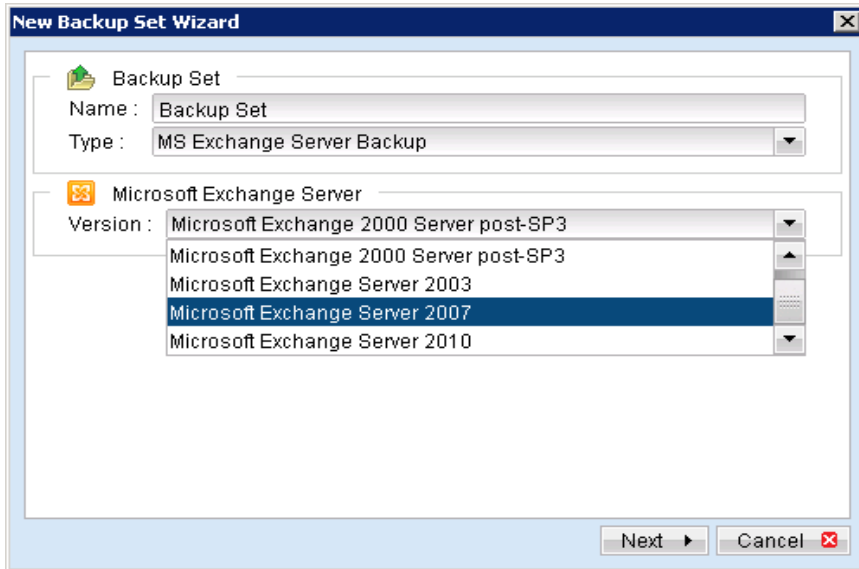 New Backup Set Wizard
Backup Set
Name : Backup Set
Type : MS Exchange Server Backup
Microsoft Exchange Server
Version : Microsoft Exchange 2000 Server post-SP3
Microsoft Exchange 2000 Server post-SP3
Microsoft Exchange Server 2003
Microsoft Exchange Server 2007
Microsoft Exchange Server 2010
Next Cancel